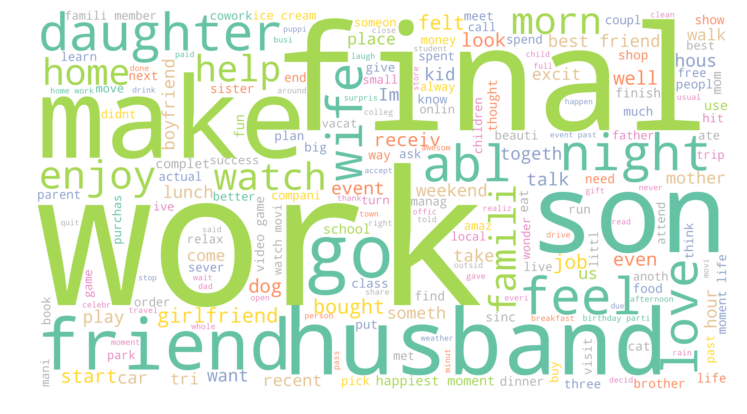 famili member
cowork
ice cream
someon
meet
coupl
show
daughter
puppi
busi
felt
call
morn
walk
learn
paid
close
money
look
spend
best friend
best
home
help
student
place
laugh
spent
shop
hous
final
done
next
end
small
give
kid
excit
well
free
mom
make
home work
move
drink
sister
around
store
Im
alway
know
finish
peopl
boyfriend
fun
surpris
colleg
onlin
thought
much
use
wife
didnt
vacat
full
child
happen
usual
hit
plan
big
receiv
children
beauti
event past
father
ate
complet
success
awesom
way
ask
abl
togeth
night
trip
actual
event
accept
enjoy
watch
lunch
compani
weekend
talk
need
mother
gift
never
parent
ive
better
thank
turn
manag
eat
wonder
realiz
run
attend
purchas
video game
watch movi
school
town
offic
amaz
famili
job
read
son
quit
said
relax
right
told
local
take
drive
littl
think
work
come
go
live
us
even
outsid
love
game
sever
dog
class
find
gave
anoth
feel
food
moment
life
stop
wait
dad
open
share
everi
due
afternoon
movi
book
celebr
order
girlfriend
bought
someth
sinc
breakfast
birthday parti
hour
mani
travel
play
whole
person
put
met
weather
visit
cat
rain
past
friend
moment
park
husband
pass
minut
start
car
tri
want
recent
pick
happiest moment
dinner
buy
three
decid
brother
life